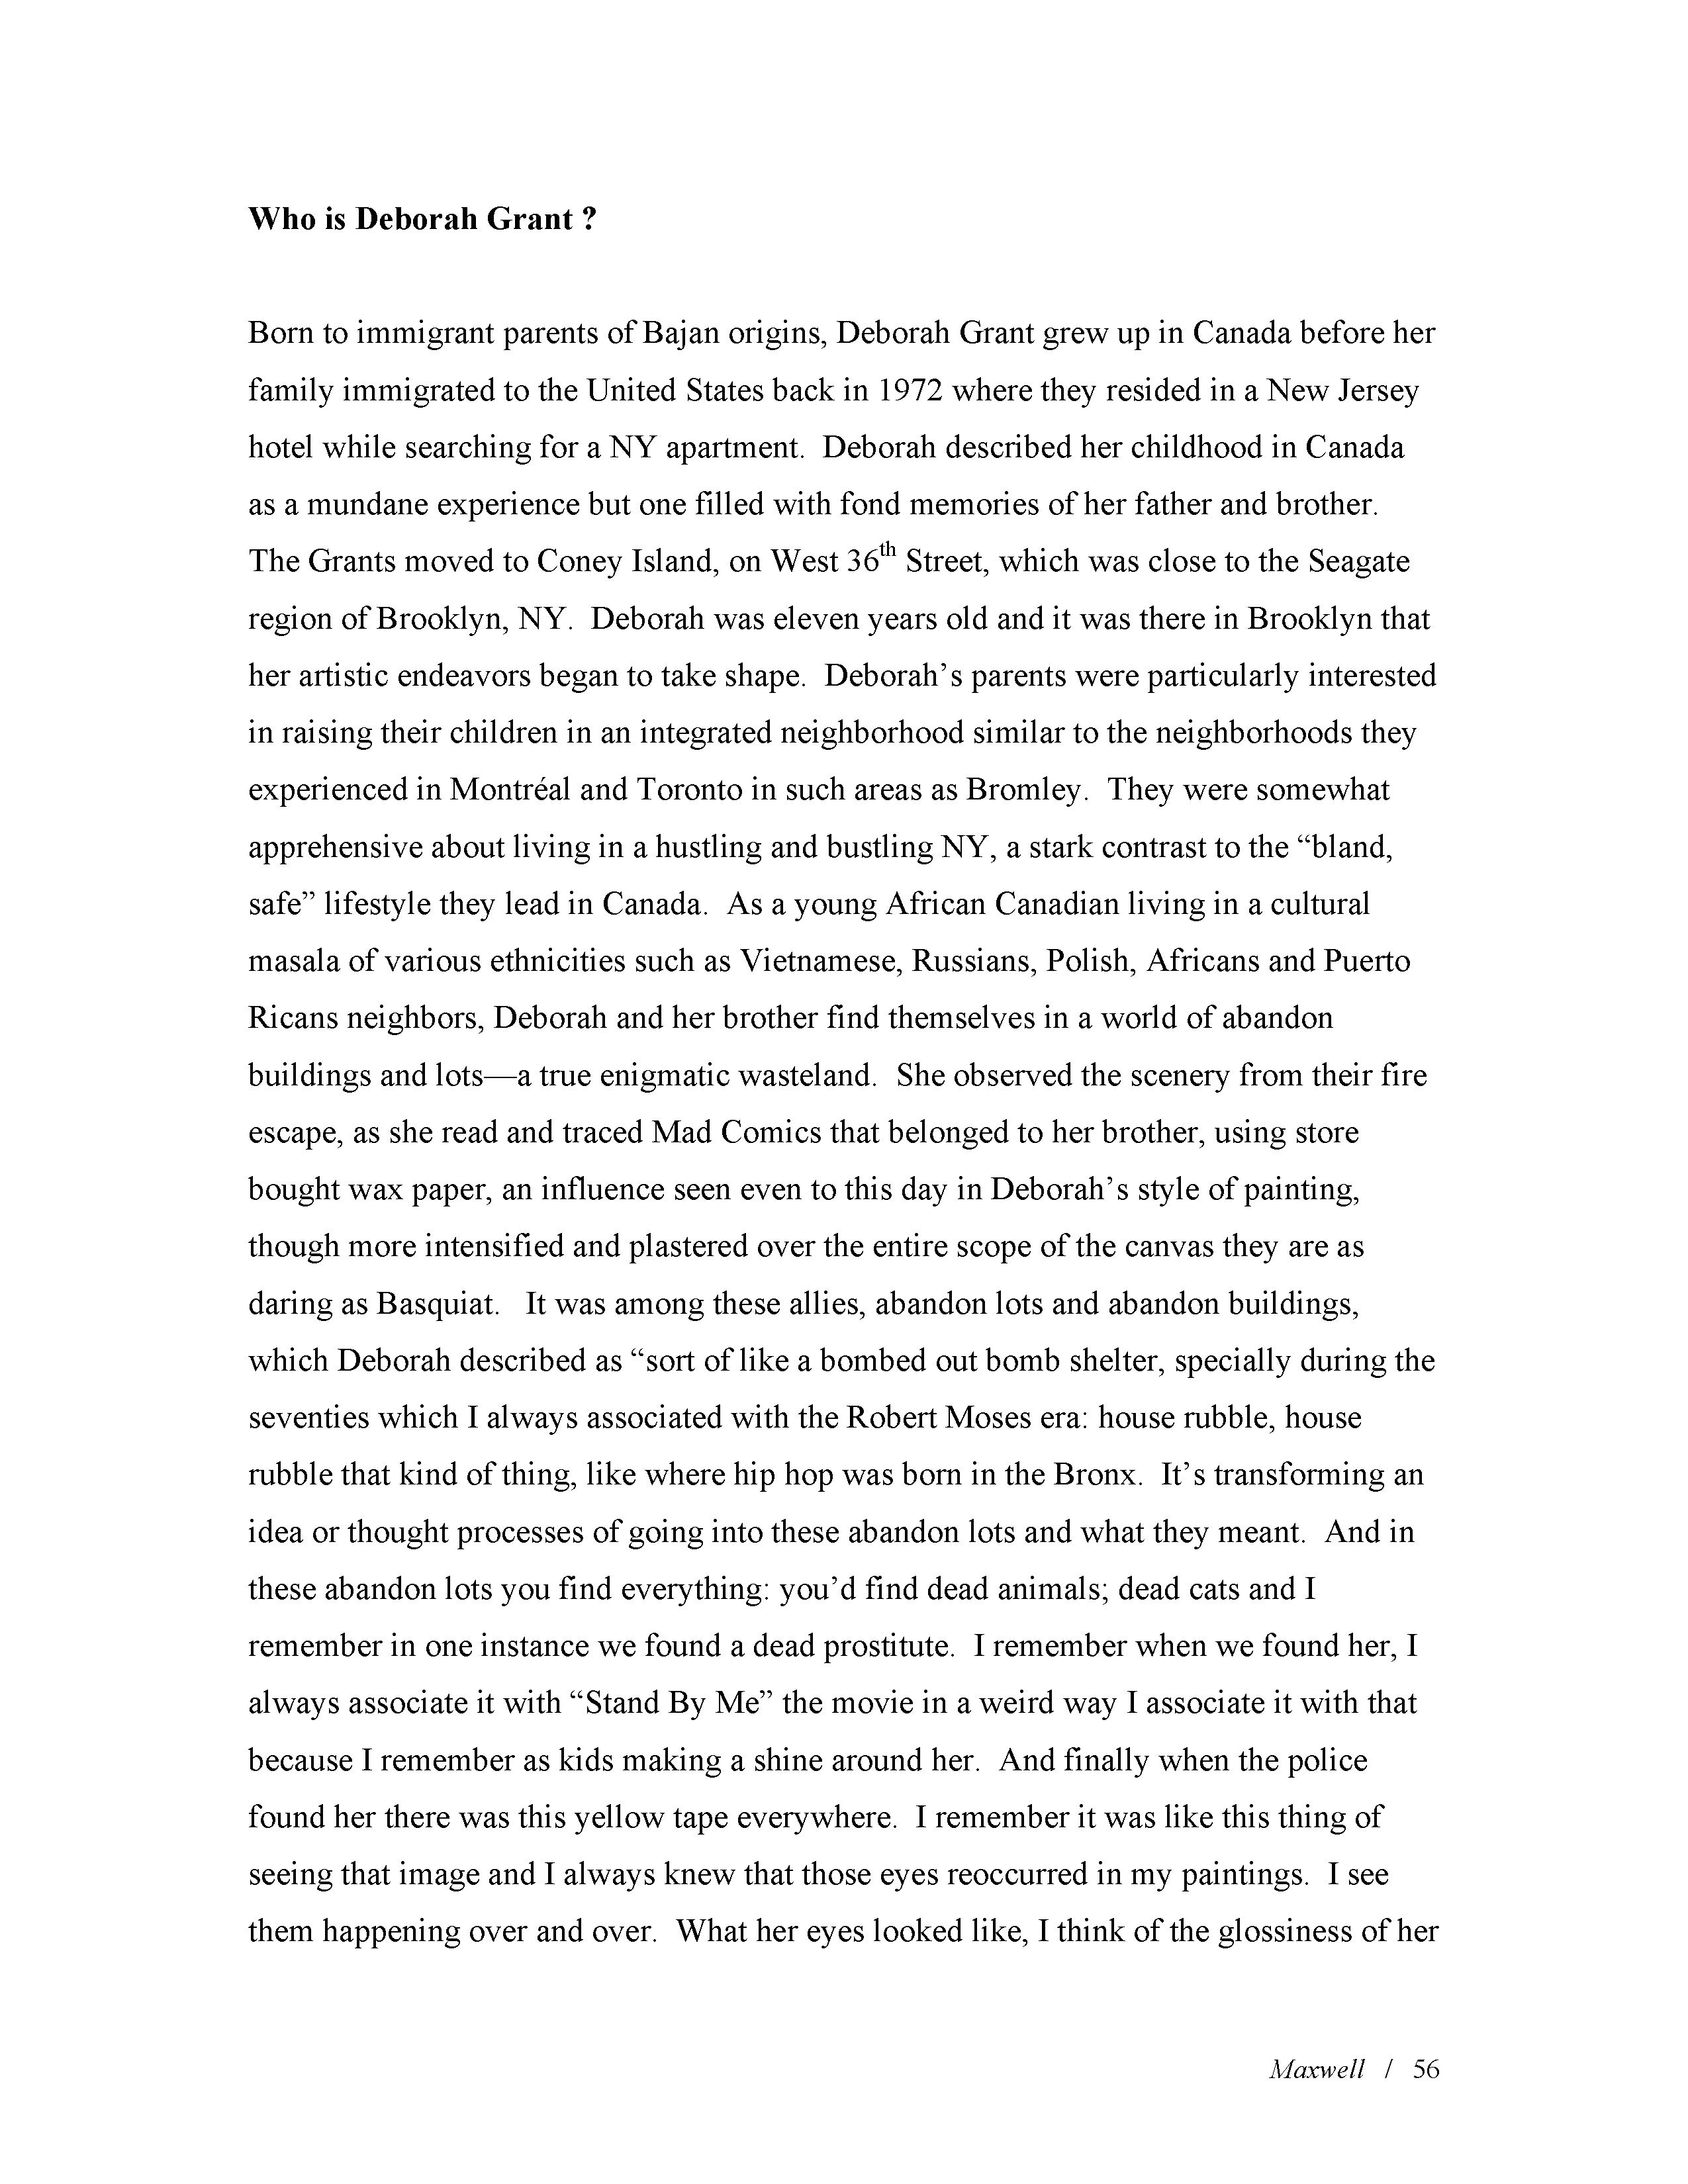 Who is Deborah Grant ?
Born to immigrant parents of Bajan origins, Deborah Grant grew up in Canada before her
family immigrated to the United States back in 1972 where they resided in a New Jersey
hotel while searching for a NY apartment.  Deborah described her childhood in Canada
as a mundane experience but one filled with fond memories of her father and brother.
The Grants moved to Coney Island, on West 36th Street, which was close to the Seagate
region of Brooklyn, NY.  Deborah was eleven years old and it was there in Brooklyn that
her artistic endeavors began to take shape.  Deborah’s parents were particularly interested
in raising their children in an integrated neighborhood similar to the neighborhoods they
experienced in Montréal and Toronto in such areas as Bromley.  They were somewhat
apprehensive about living in a hustling and bustling NY, a stark contrast to the “bland,
safe” lifestyle they lead in Canada.  As a young African Canadian living in a cultural
masala of various ethnicities such as Vietnamese, Russians, Polish, Africans and Puerto
Ricans neighbors, Deborah and her brother find themselves in a world of abandon
buildings and lots—a true enigmatic wasteland.  She observed the scenery from their fire
escape, as she read and traced Mad Comics that belonged to her brother, using store
bought wax paper, an influence seen even to this day in Deborah’s style of painting,
though more intensified and plastered over the entire scope of the canvas they are as
daring as Basquiat.   It was among these allies, abandon lots and abandon buildings,
which Deborah described as “sort of like a bombed out bomb shelter, specially during the
seventies which I always associated with the Robert Moses era: house rubble, house
rubble that kind of thing, like where hip hop was born in the Bronx.  It’s transforming an
idea or thought processes of going into these abandon lots and what they meant.  And in
these abandon lots you find everything: you’d find dead animals; dead cats and I
remember in one instance we found a dead prostitute.  I remember when we found her, I
always associate it with “Stand By Me” the movie in a weird way I associate it with that
because I remember as kids making a shine around her.  And finally when the police
found her there was this yellow tape everywhere.  I remember it was like this thing of
seeing that image and I always knew that those eyes reoccurred in my paintings.  I see
them happening over and over.  What her eyes looked like, I think of the glossiness of her
Maxwell / 56